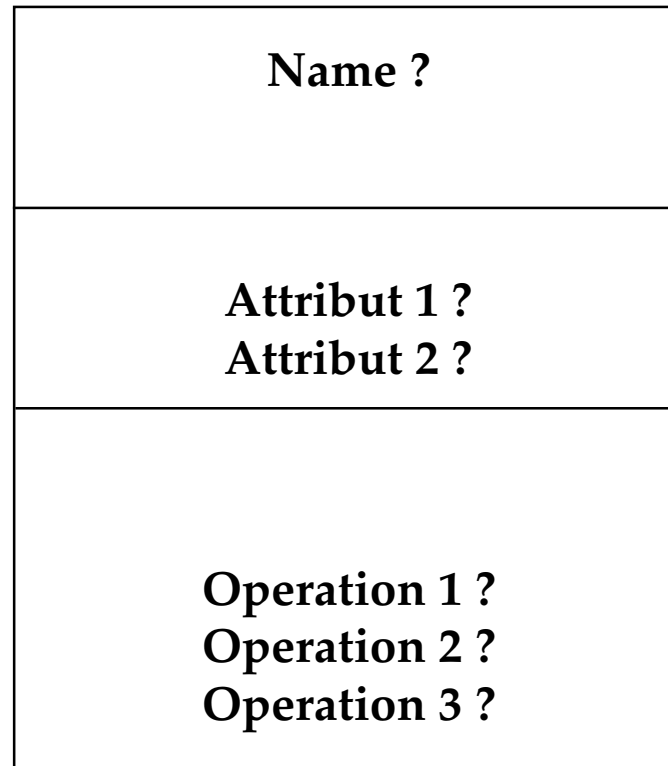 Name ?
Attribut 1 ?
Attribut 2 ?
Operation 1 ?
Operation 2 ?
Operation 3 ?